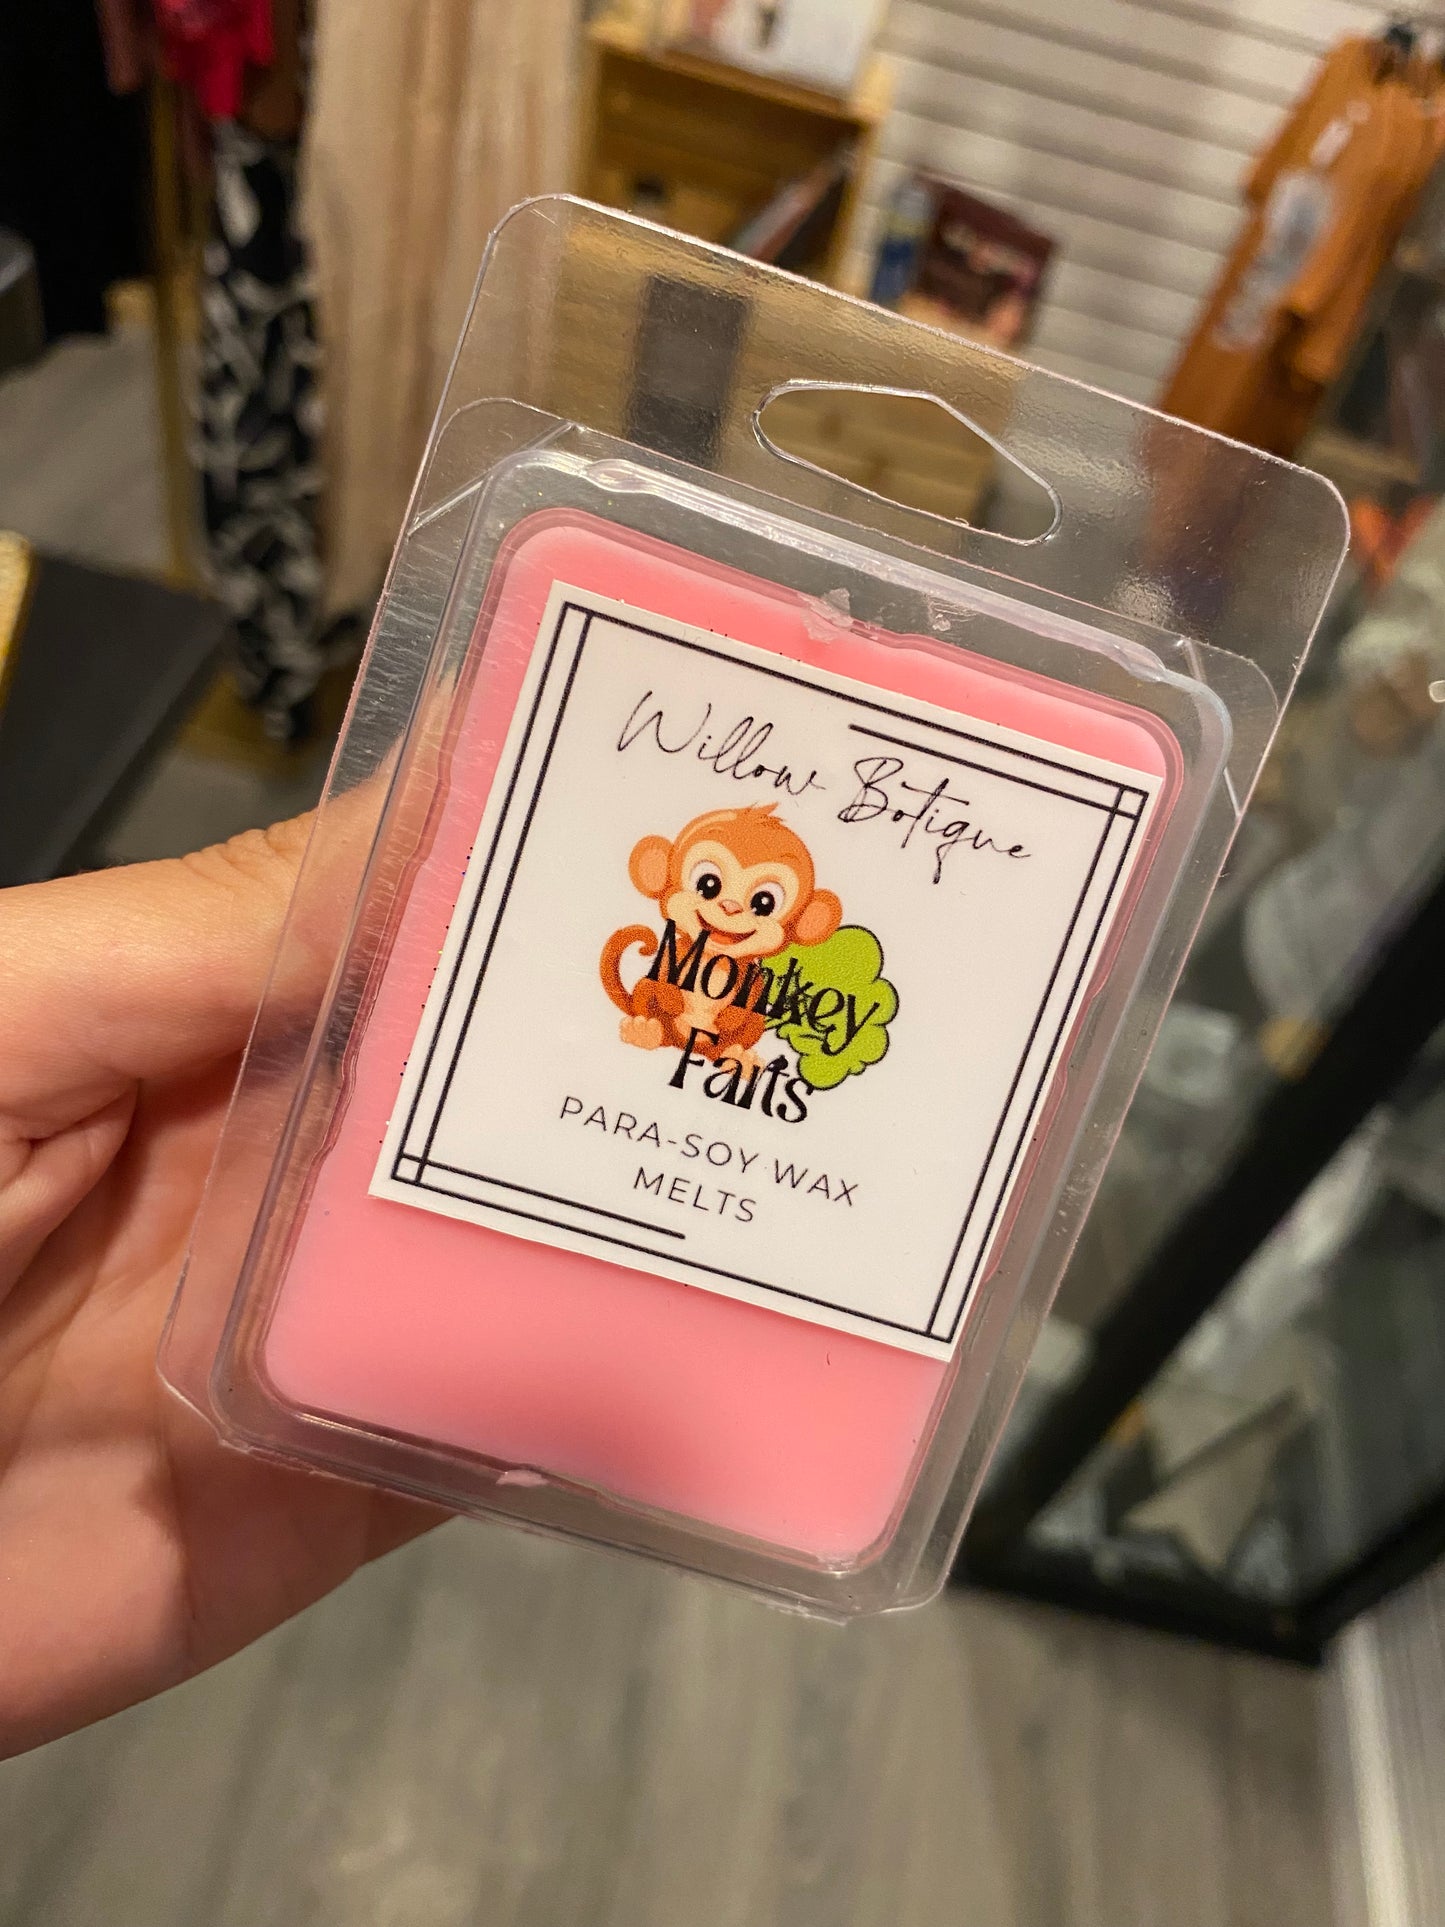 Willow Botique
Monkey
Farts
PARA-SOY WAX
MELTS